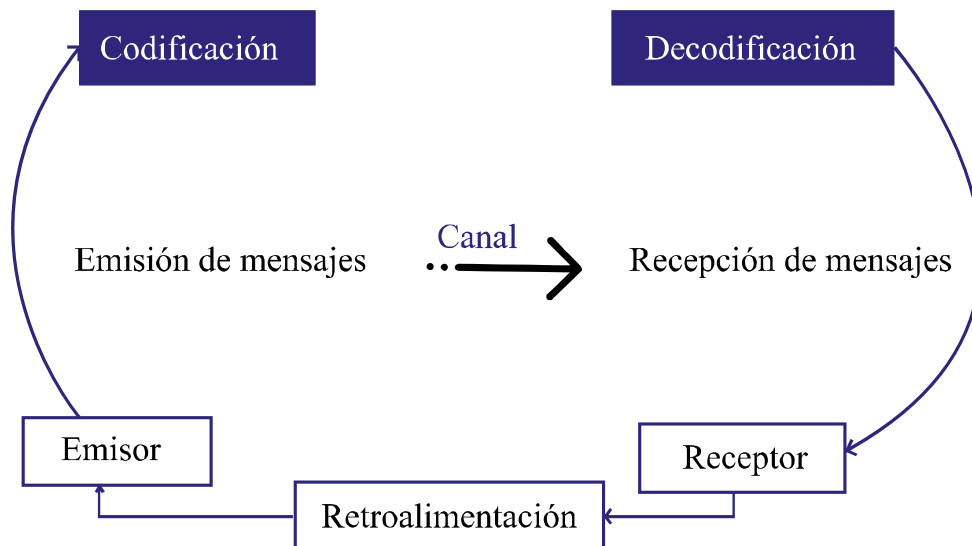 Codificación
Decodificación
Canal
Emisión de mensajes
Recepción de mensajes
Emisor
Receptor
Retroalimentación